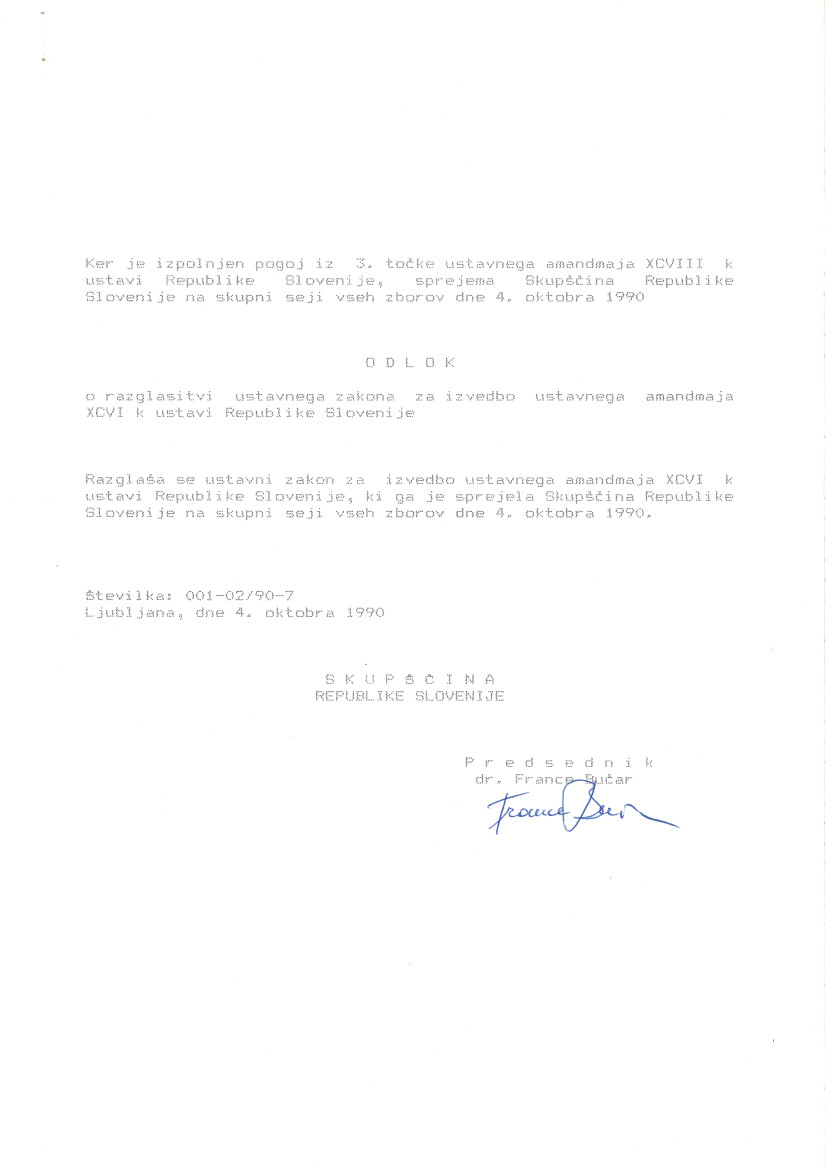 Ker je izpolnjen pogoj iz 3. točke ustavnega amandmaja XCVIII k
ustavi Republike Slovenije, sprejema Skupščina Republike
Slovenije na skupni seji vseh zborov dne 4. oktobra 1990
O D L O K
o razglasitvi ustavnega zakona za izvedbo ustavnega amandmaja
XCVI k ustavi Republike Slovenije
Razglaša se ustavni zakon za izvedbo ustavnega amandmaja XCVI k
ustavi Republike Slovenije, ki ga je sprejela Skupščina Republike
Slovenije na skupni seji vseh zborov dne 4. oktobra 1990.
Številka: 001-02/90-7
Ljubljana, dne 4. oktobra 1990
S K U P Š Č I N A
REPUBLIKE SLOVENIJE
P r e d s e d n i k
dr. France Bučar